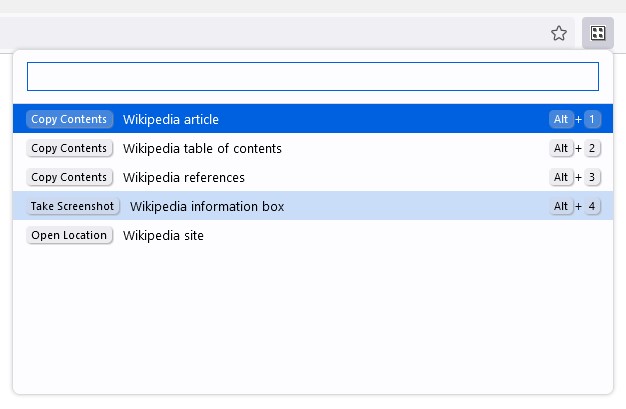 Copy Contents Wikipedia article Alt + 1
Copy Contents Wikipedia table of contents Alt + 2
Copy Contents Wikipedia references Alt + 3
Take Screenshot Wikipedia information box Alt + 4
Open Location Wikipedia site